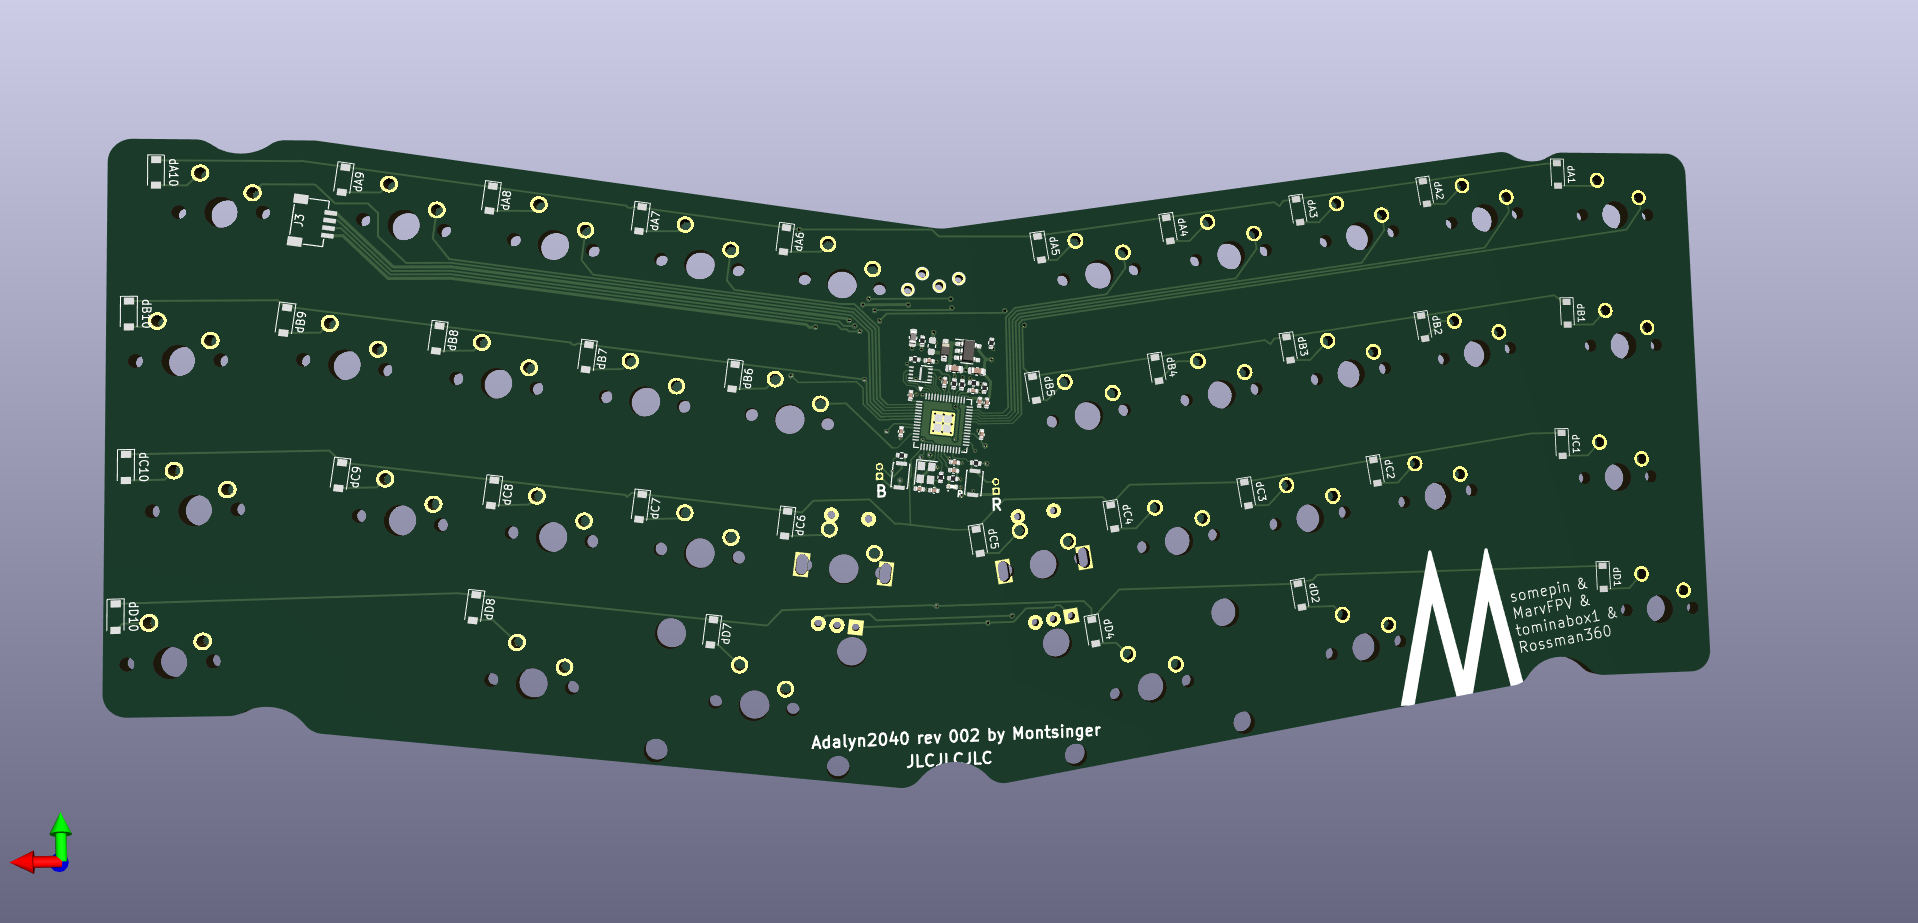 dA10
dA9
dA8
dA7
dA6
dA5
dA4
dA3
dA2
dA1
J3
dB10
dB9
dB8
dB7
dB6
dB5
dB4
dB3
dB2
dB1
dC10
dC9
dC8
dC7
dC6
B
R
R
dC5
dC4
dC3
dC2
dC1
dD10
dD8
dD7
dD4
dD2
dD1
somepin &
MarvFPV &
tominabox1 &
Rossman360
Adalyn2040 rev 002 by Montsinger
JLCJLCJLC